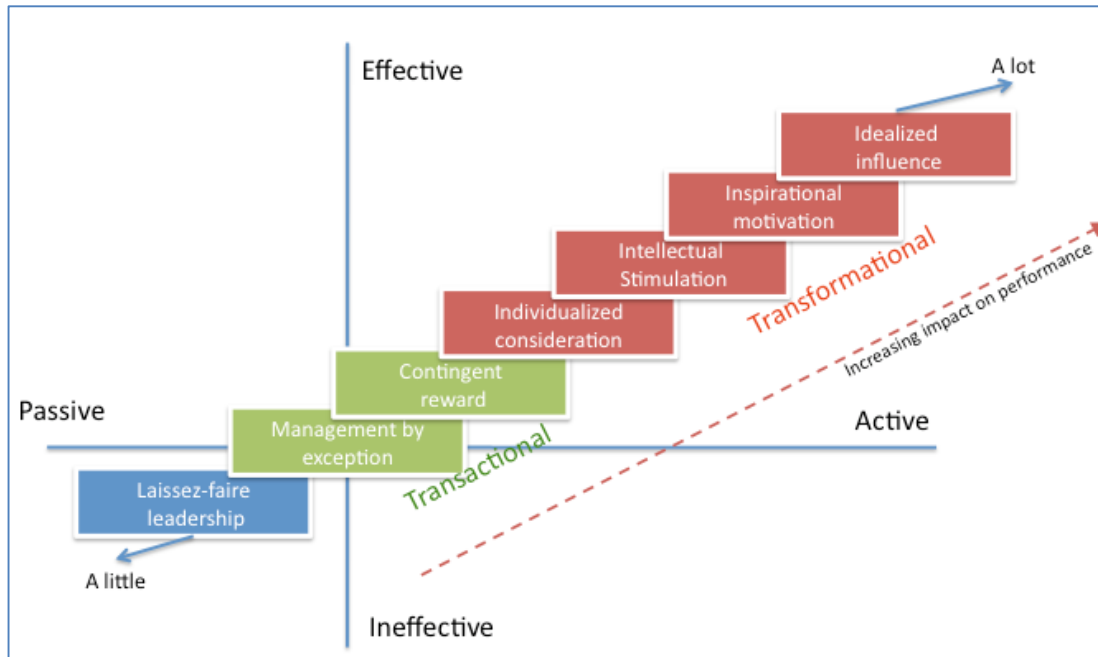 Effective
A lot
Idealized
influence
Inspirational
motivation
Intellectual
Stimulation
Transformational
Increasing impact on performance
Individualized
consideration
Contingent
reward
Passive
Active
Management by
exception
Transactional
Laissez-faire
leadership
A little
Ineffective